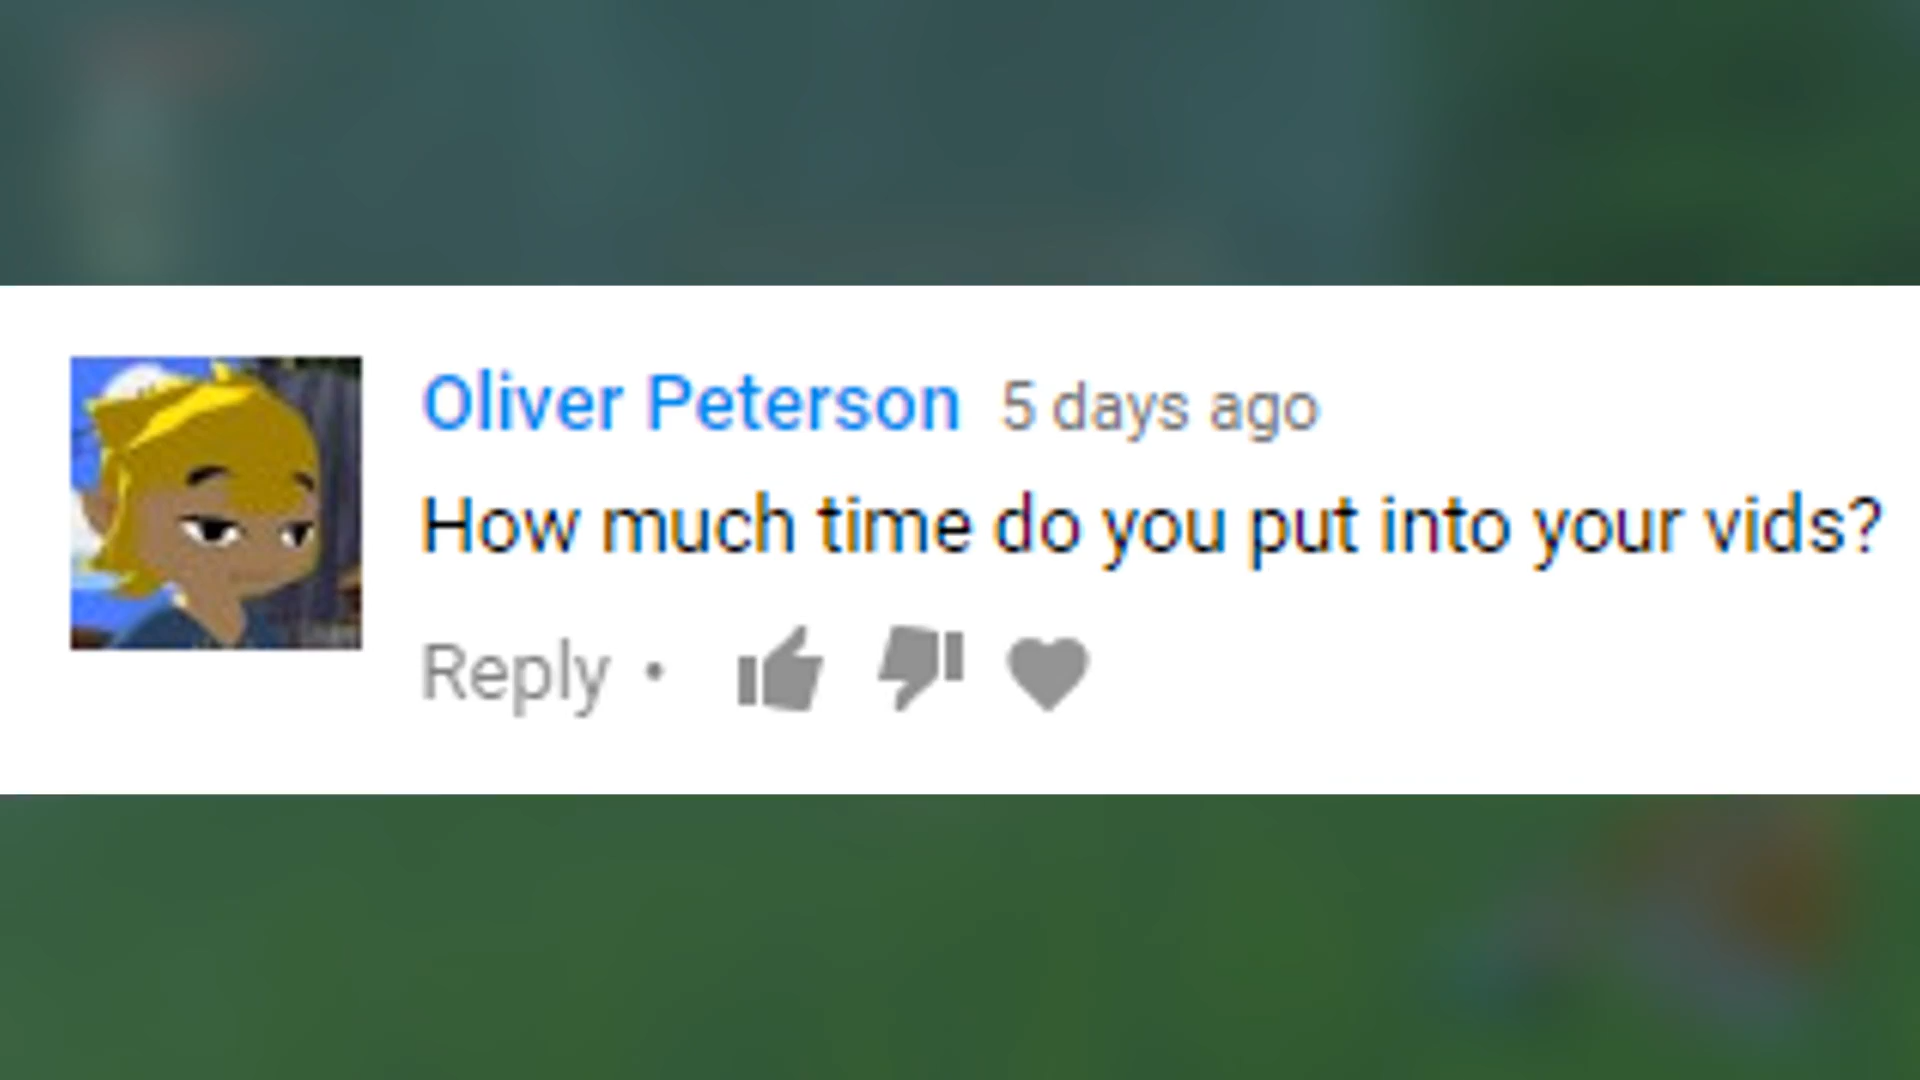 Oliver Peterson 5 days ago
How much time do you put into your vids?
Reply •